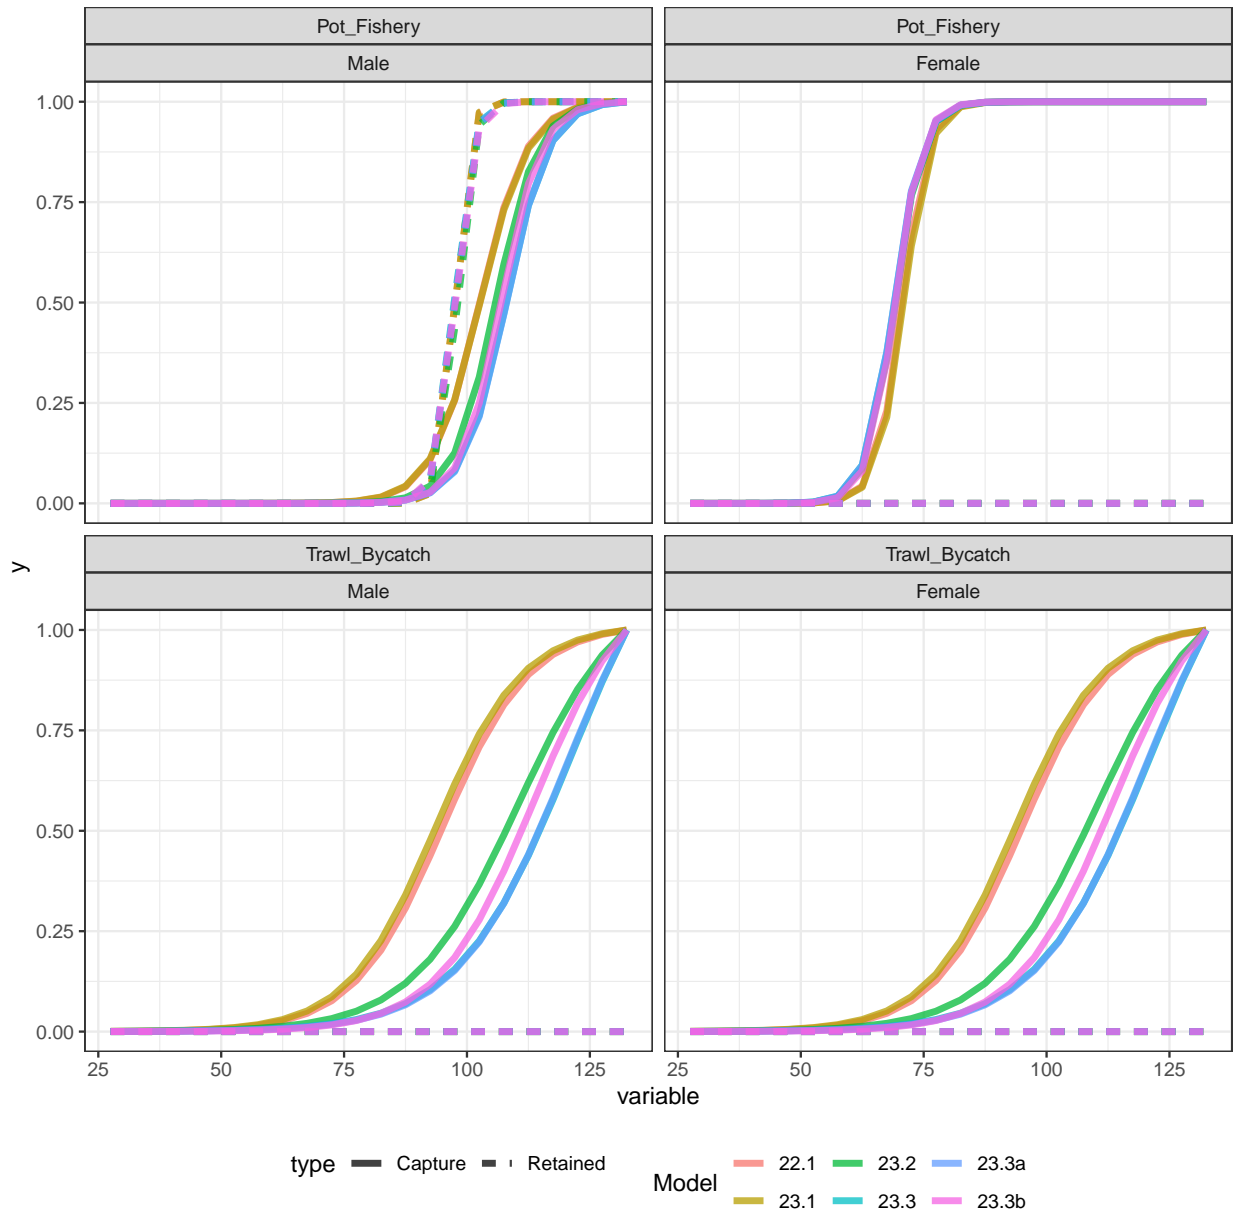 Pot_Fishery
Male
Pot_Fishery
Female
1.00
0.75
0.50
0.25
0.00
Trawl_Bycatch
Male
Trawl_Bycatch
Female
1.00
0.75
0.50
0.25
0.00
y
25 50 75 100 125
25 50 75 100 125
variable
type Capture Retained
Model
22.1 23.2 23.3a
23.1 23.3 23.3b